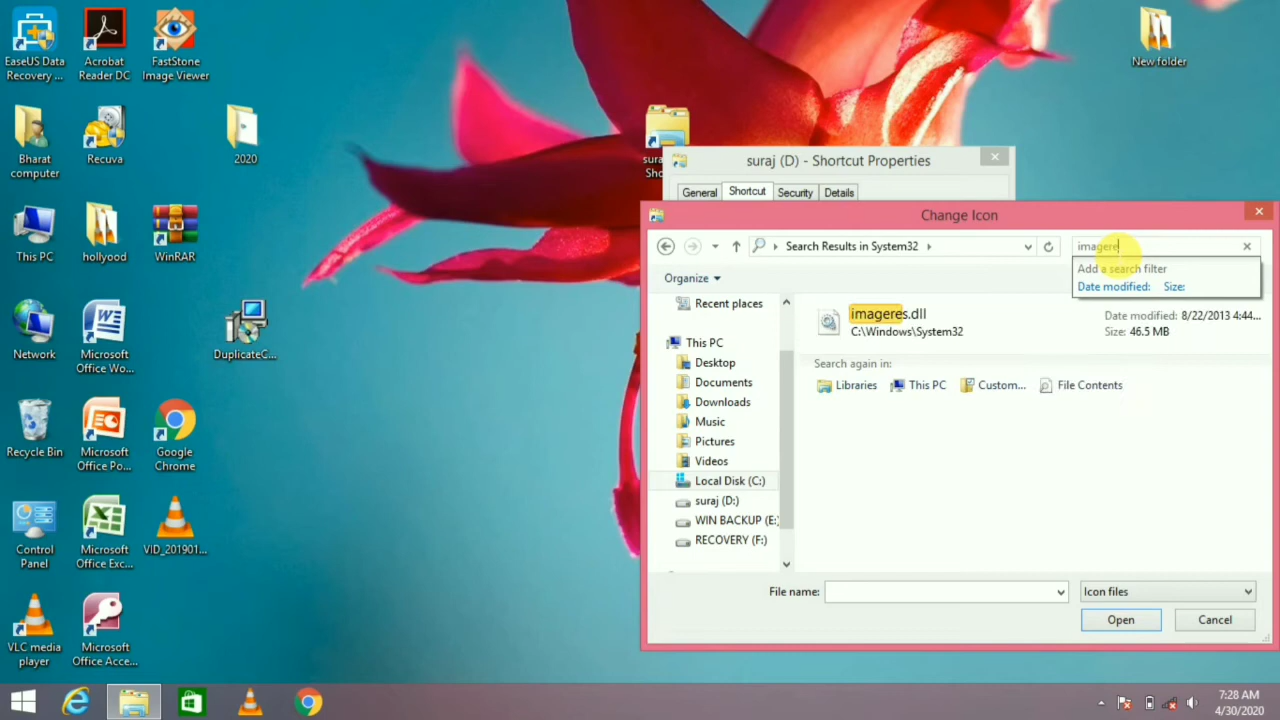 EaseUS Data
Recovery ...
Acrobat
Reader DC
FastStone
Image Viewer
New folder
Bharat
computer
Recuva
2020
This PC
hollyood
WinRAR
Network
Microsoft
Office Wo...
DuplicateC...
Recycle Bin
Microsoft
Office Po...
Google
Chrome
Control
Panel
Microsoft
Office Exc...
VID_201901...
VLC media
player
Microsoft
Office Acce...
suraj (D) - Shortcut Properties
General
Shortcut
Security
Details
Change Icon
Search Results in System32
imagere
Add a search filter
Date modified: Size:
Organize
Recent places
This PC
Desktop
Documents
Downloads
Music
Pictures
Videos
Local Disk (C:)
suraj (D:)
WIN BACKUP (E:)
RECOVERY (F:)
imageres.dll
C:\Windows\System32
Date modified: 8/22/2013 4:44...
Size: 46.5 MB
Search again in:
Libraries
This PC
Custom...
File Contents
File name:
Icon files
Open
Cancel
7:28 AM
4/30/2020